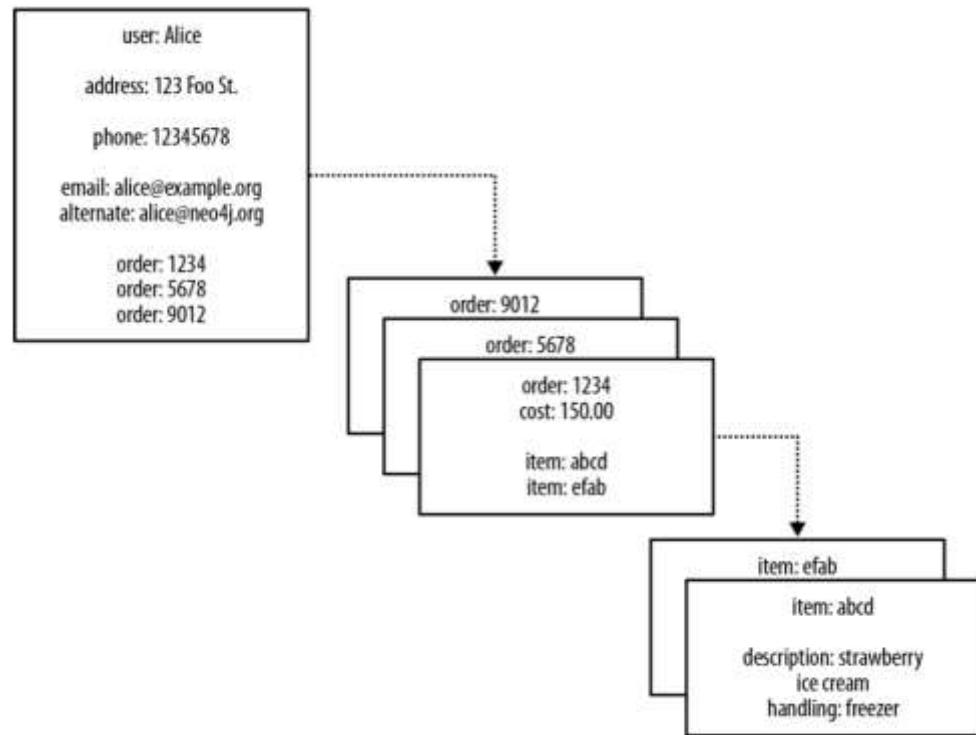 user: Alice
address: 123 Foo St.
phone: 12345678
email: alice@example.org
alternate: alice@neo4j.org
order: 1234
order: 5678
order: 9012
order: 9012
order: 5678
order: 1234
cost: 150.00
item: abcd
item: efab
item: efab
item: abcd
description: strawberry
ice cream
handling: freezer